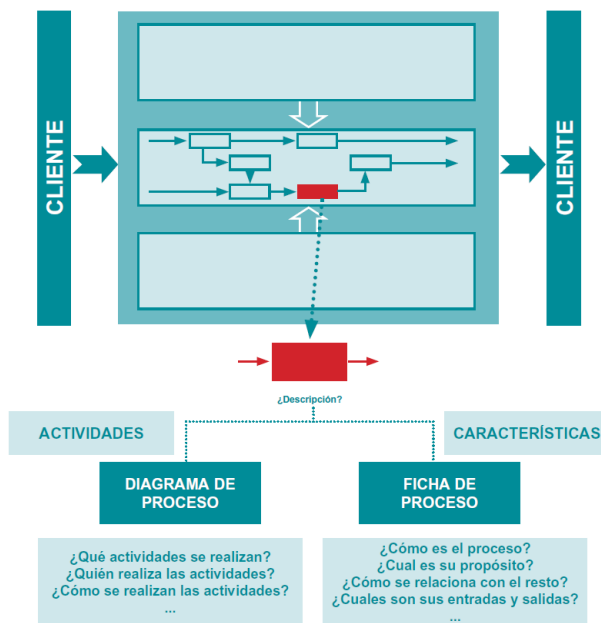 CLIENTE
CLIENTE
¿Descripción?
ACTIVIDADES
CARACTERÍSTICAS
DIAGRAMA DE
PROCESO
FICHA DE
PROCESO
¿Qué actividades se realizan?
¿Quién realiza las actividades?
¿Cómo se realizan las actividades?
...
¿Cómo es el proceso?
¿Cual es su propósito?
¿Cómo se relaciona con el resto?
¿Cuales son sus entradas y salidas?
...